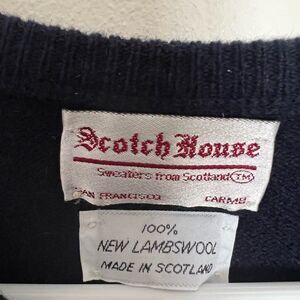 Scotch House
Sweaters from Scotland TM
SAN FRANCISCO CARMEL
100%
NEW LAMBSWOOL
MADE IN SCOTLAND